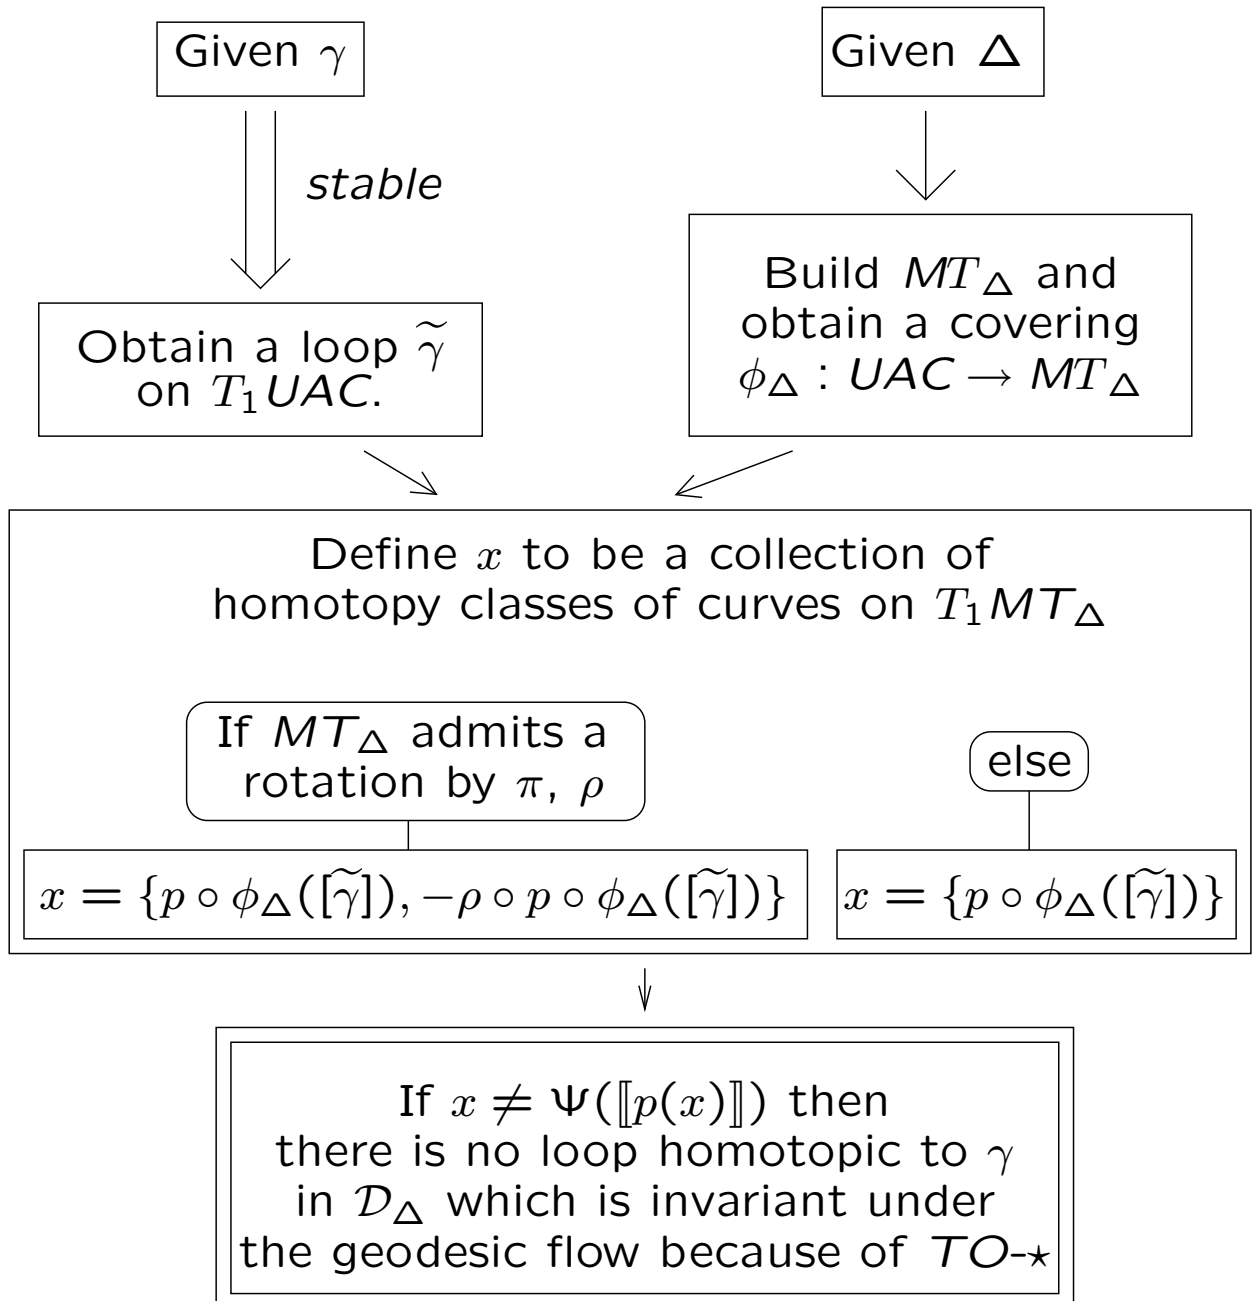 Given γ
Given Δ
stable
Obtain a loop γ̃
on T₁UAC.
Build MT_Δ and
obtain a covering
ϕ_Δ : UAC → MT_Δ
Define x to be a collection of
homotopy classes of curves on T₁MT_Δ
If MT_Δ admits a
rotation by π, ρ
else
x = {p ∘ ϕ_Δ([γ̃]), −ρ ∘ p ∘ ϕ_Δ([γ̃])}
x = {p ∘ ϕ_Δ([γ̃])}
If x ≠ Ψ(⟦p(x)⟧) then
there is no loop homotopic to γ
in 𝒟_Δ which is invariant under
the geodesic flow because of TO-⋆